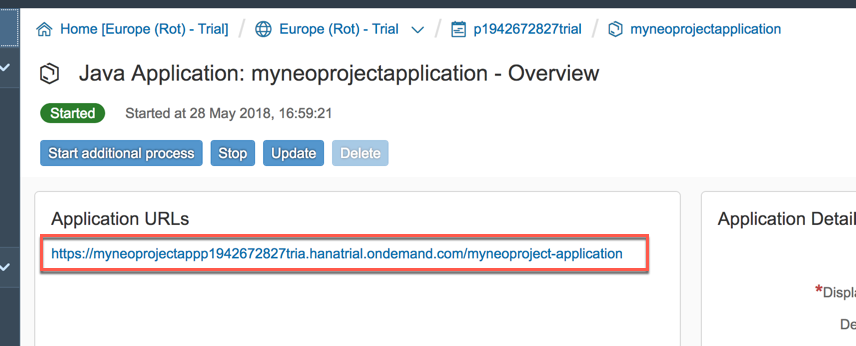 Home [Europe (Rot) - Trial] / Europe (Rot) - Trial / p1942672827trial / myneoprojectapplication
Java Application: myneoprojectapplication - Overview
Started Started at 28 May 2018, 16:59:21
Start additional process Stop Update Delete
Application URLs Application Detai
https://myneoprojectappp1942672827tria.hanatrial.ondemand.com/myneoproject-application
*Displa
De